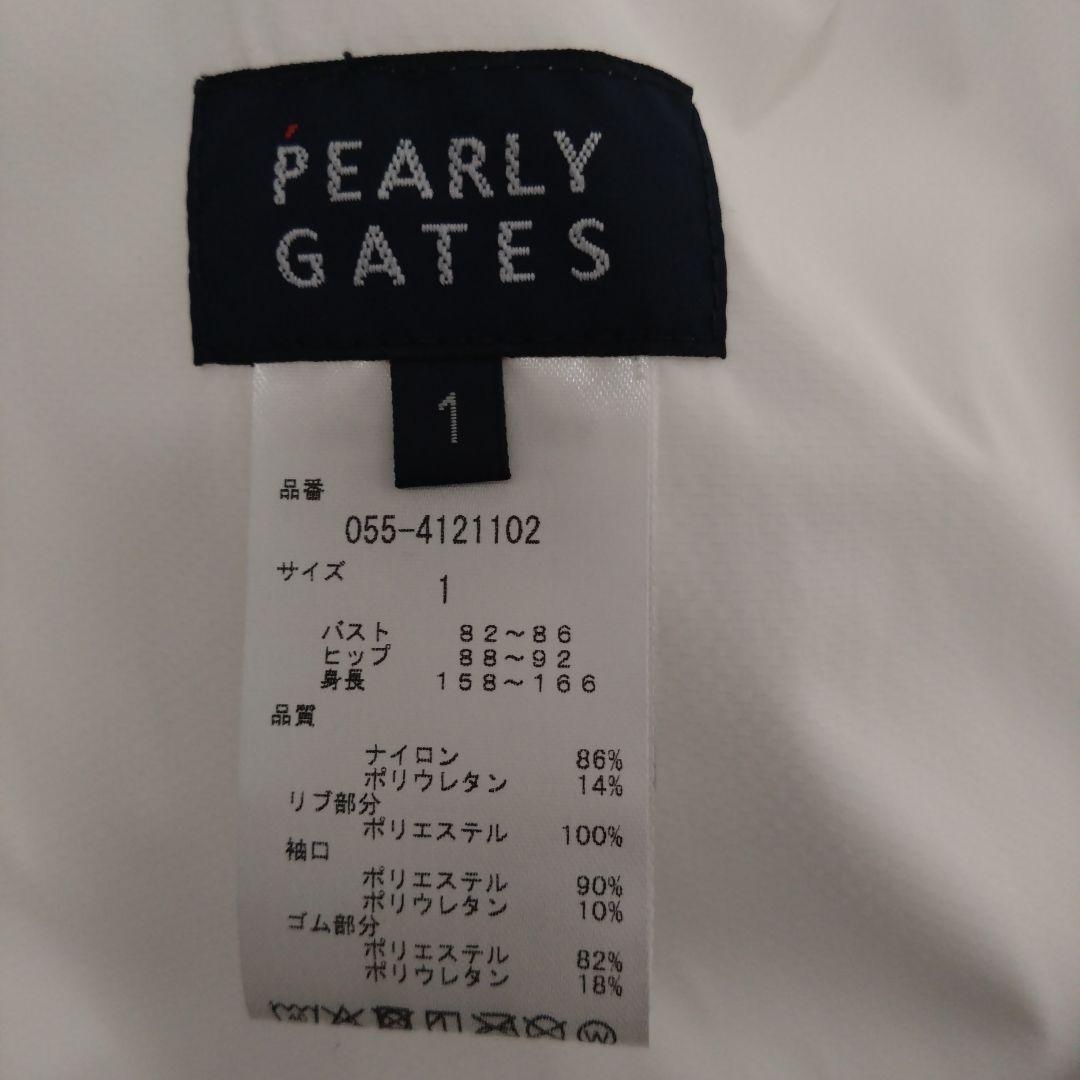 PEARLY
GATES
1
品番
055-4121102
サイズ
1
バスト 82～86
ヒップ 88～92
身長 158～166
品質
ナイロン 86%
ポリウレタン 14%
リブ部分
ポリエステル 100%
袖口
ポリエステル 90%
ポリウレタン 10%
ゴム部分
ポリエステル 82%
ポリウレタン 18%